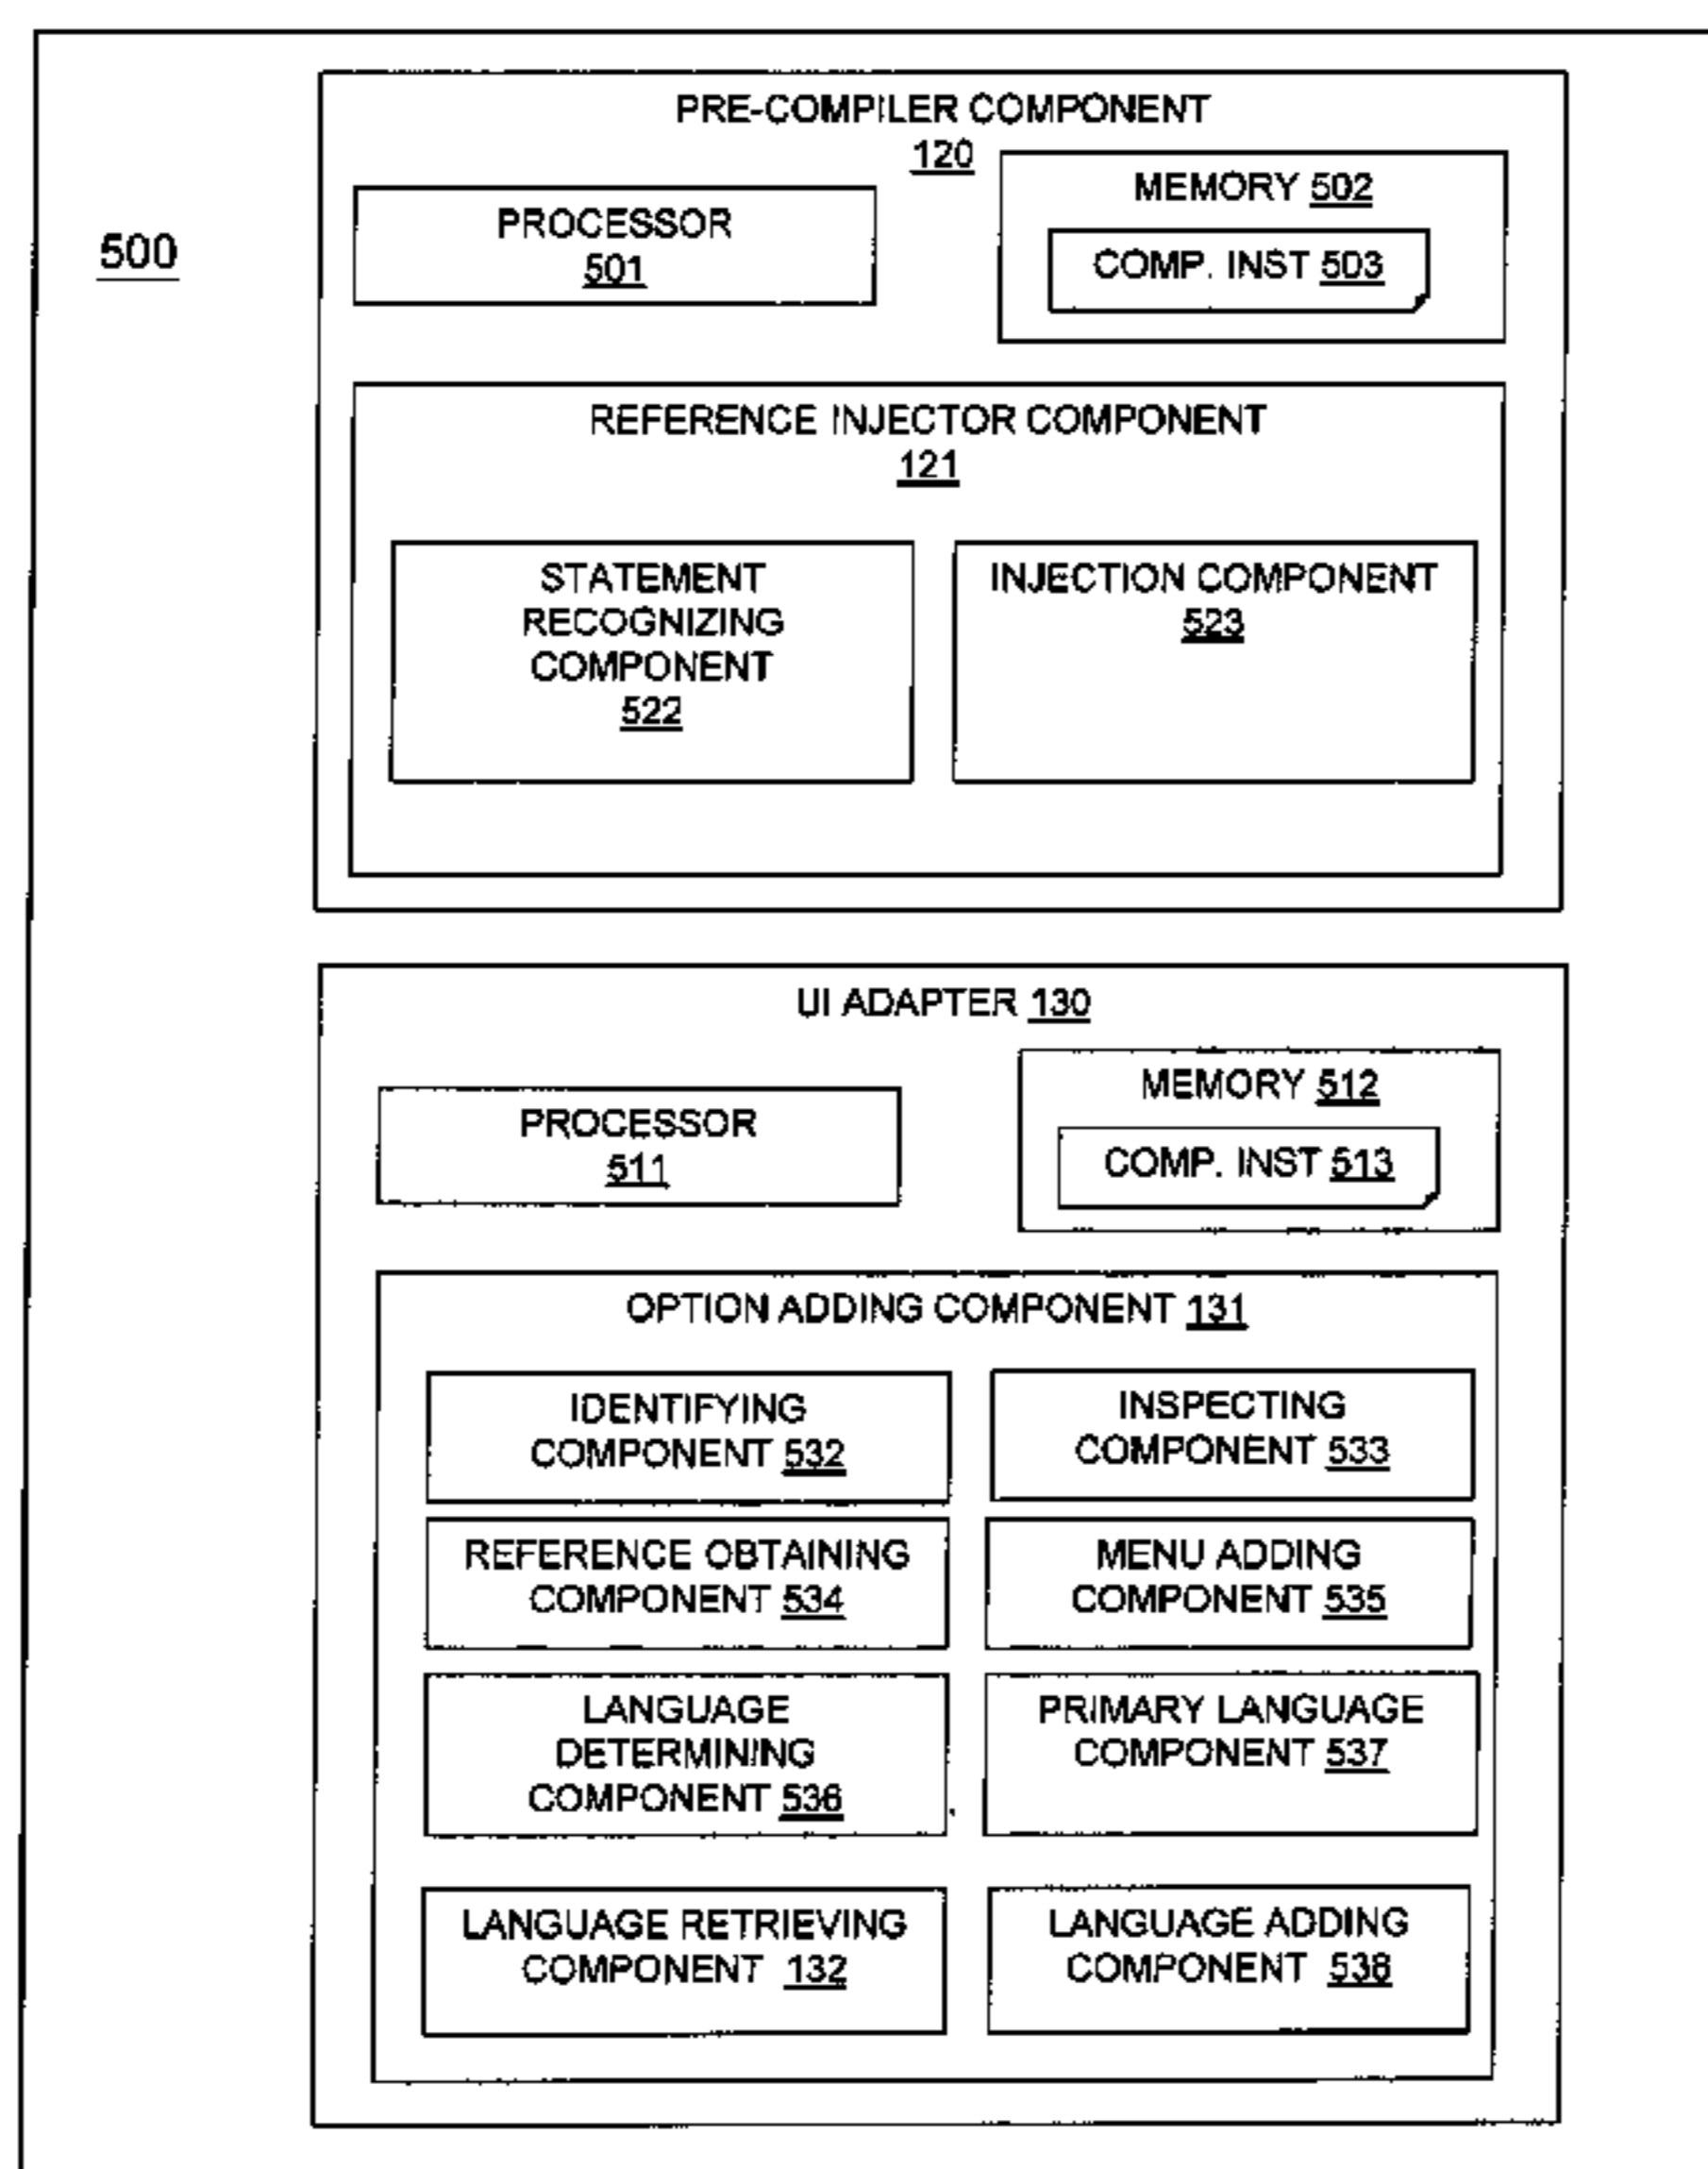 500
PRE-COMPILER COMPONENT
120
PROCESSOR
501
MEMORY 502
COMP. INST 503
REFERENCE INJECTOR COMPONENT
121
STATEMENT
RECOGNIZING
COMPONENT
522
INJECTION COMPONENT
523
UI ADAPTER 130
PROCESSOR
511
MEMORY 512
COMP. INST 513
OPTION ADDING COMPONENT 131
IDENTIFYING
COMPONENT 532
INSPECTING
COMPONENT 533
REFERENCE OBTAINING
COMPONENT 534
MENU ADDING
COMPONENT 535
LANGUAGE
DETERMINING
COMPONENT 536
PRIMARY LANGUAGE
COMPONENT 537
LANGUAGE RETRIEVING
COMPONENT 132
LANGUAGE ADDING
COMPONENT 538